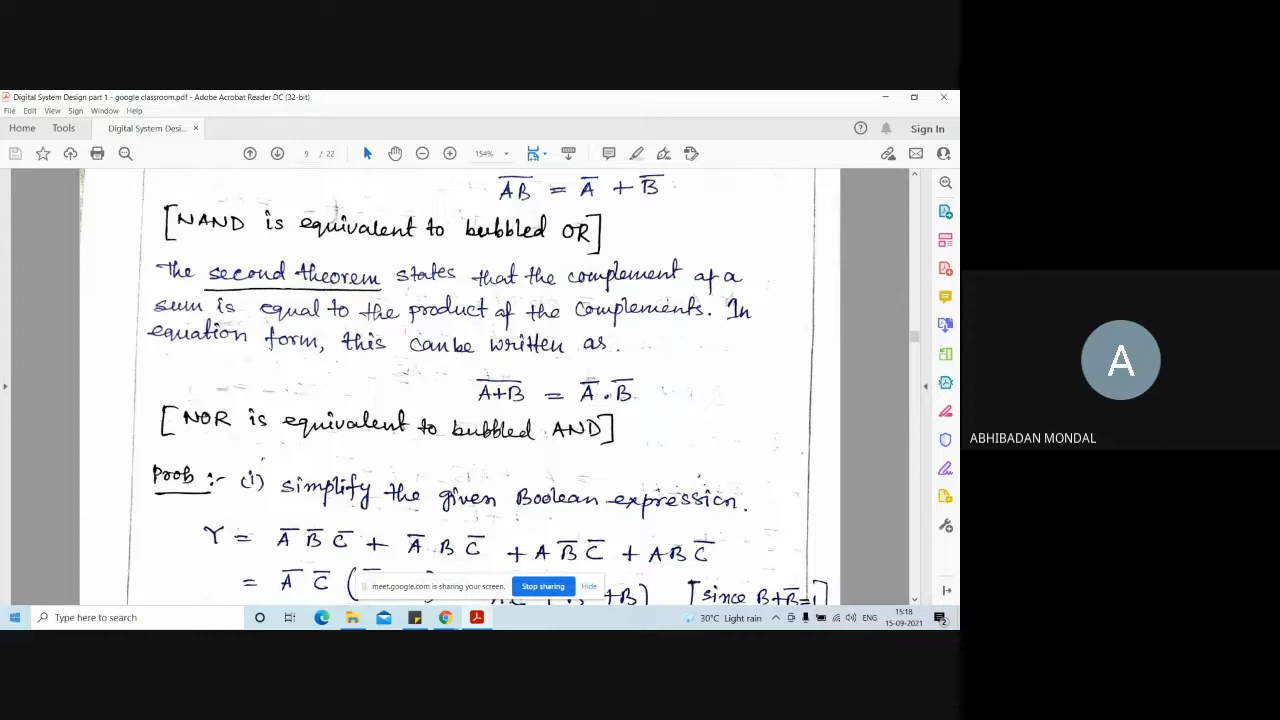 Digital System Design part 1 - google classroom.pdf - Adobe Acrobat Reader DC (32-bit)
File Edit View Sign Window Help
Home Tools Digital System Desi... × Sign In
9 / 22 154%
A̅B̅ = A̅ + B̅
[NAND is equivalent to bubbled OR]
The second theorem states that the complement of a
sum is equal to the product of the complements. In
equation form, this can be written as.
A̅+̅B̅ = A̅ . B̅
[NOR is equivalent to bubbled AND]
Prob :- (i) simplify the given Boolean expression.
Y = A̅ B̅ C̅ + A̅ B C̅ + A B̅ C̅ + A B C̅
= A̅ C̅ ( +B) [since B+B̅=1]
meet.google.com is sharing your screen. Stop sharing Hide
Type here to search
30°C Light rain ENG 15:18
15-09-2021
2
A
ABHIBADAN MONDAL